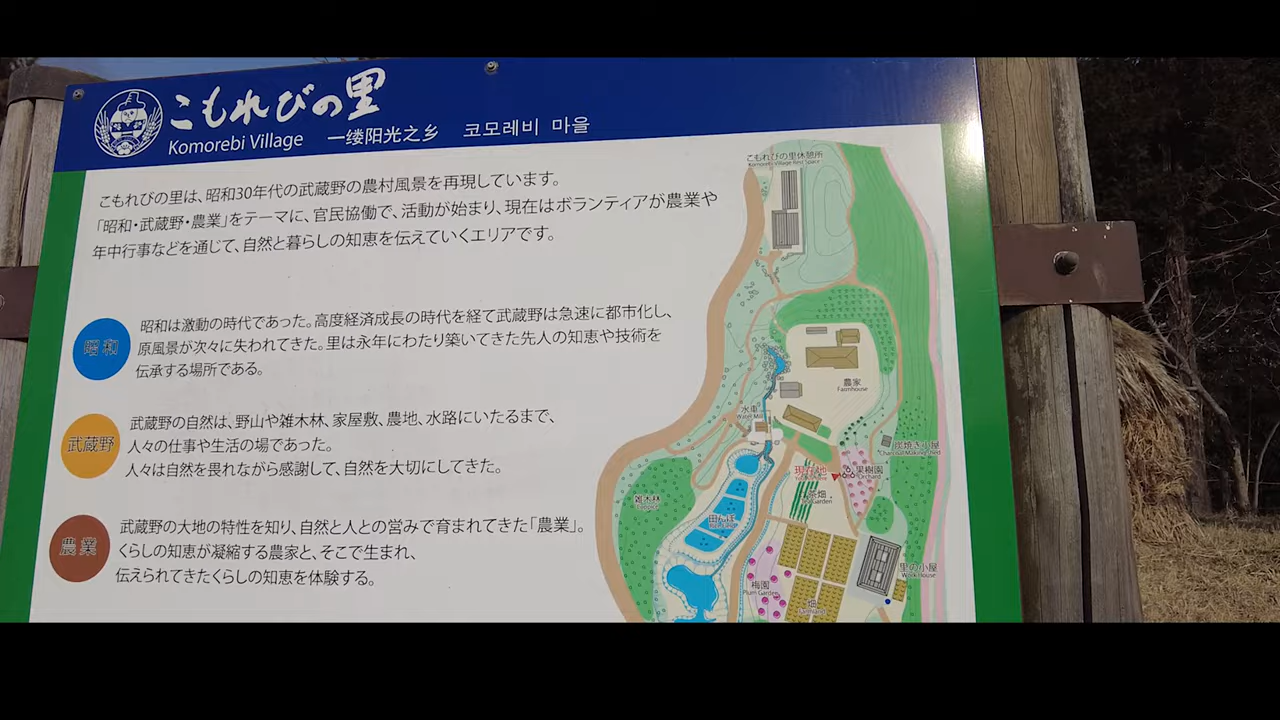 こもれびの里
Komorebi Village 一缕阳光之乡 코모레비 마을
こもれびの里は、昭和30年代の武蔵野の農村風景を再現しています。
「昭和・武蔵野・農業」をテーマに、官民協働で、活動が始まり、現在はボランティアが農業や
年中行事などを通じて、自然と暮らしの知恵を伝えていくエリアです。
昭和
昭和は激動の時代であった。高度経済成長の時代を経て武蔵野は急速に都市化し、
原風景が次々に失われてきた。里は永年にわたり築いてきた先人の知恵や技術を
伝承する場所である。
武蔵野
武蔵野の自然は、野山や雑木林、家屋敷、農地、水路にいたるまで、
人々の仕事や生活の場であった。
人々は自然を畏れながら感謝して、自然を大切にしてきた。
農業
武蔵野の大地の特性を知り、自然と人との営みで育まれてきた「農業」。
くらしの知恵が凝縮する農家と、そこで生まれ、
伝えられてきたくらしの知恵を体験する。
こもれびの里休憩所
Komorebi Village Rest Space
農家
Farmhouse
水車
Water Mill
炭焼き小屋
Charcoal Making Shed
現在地
果樹園
Orchard
茶畑
Tea Garden
雑木林
Coppice
田んぼ
里の小屋
Work House
梅園
Plum Garden
畑
Farmland